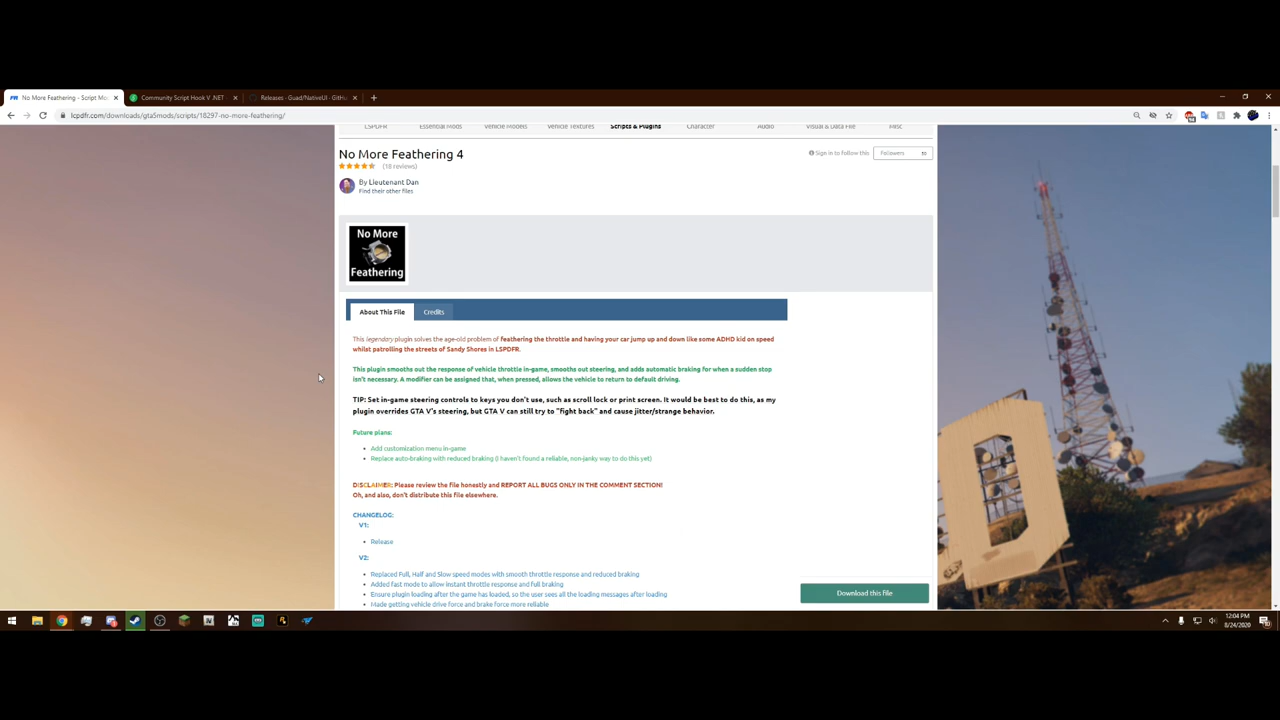 No More Feathering - Script Mo
Community Script Hook V .NET
Releases · Guad/NativeUI · GitHu
lcpdfr.com/downloads/gta5mods/scripts/18297-no-more-feathering/
LSPDFR Essential Mods Vehicle Models Vehicle Textures Scripts & Plugins Character Audio Visual & Data File Misc
No More Feathering 4
(18 reviews)
Sign in to follow this
Followers
By Lieutenant Dan
Find their other files
No More
Feathering
About This File
Credits
This legendary plugin solves the age-old problem of feathering the throttle and having your car jump up and down like some ADHD kid on speed
whilst patrolling the streets of Sandy Shores in LSPDFR.
This plugin smooths out the response of vehicle throttle in-game, smooths out steering, and adds automatic braking for when a sudden stop
isn't necessary. A modifier can be assigned that, when pressed, allows the vehicle to return to default driving.
TIP: Set in-game steering controls to keys you don't use, such as scroll lock or print screen. It would be best to do this, as my
plugin overrides GTA V's steering, but GTA V can still try to "fight back" and cause jitter/strange behavior.
Future plans:
• Add customization menu in-game
• Replace auto-braking with reduced braking (I haven't found a reliable, non-janky way to do this yet)
DISCLAIMER: Please review the file honestly and REPORT ALL BUGS ONLY IN THE COMMENT SECTION!
Oh, and also, don't distribute this file elsewhere.
CHANGELOG:
V1:
• Release
V2:
• Replaced Full, Half and Slow speed modes with smooth throttle response and reduced braking
• Added fast mode to allow instant throttle response and full braking
• Ensure plugin loading after the game has loaded, so the user sees all the loading messages after loading
• Made getting vehicle drive force and brake force more reliable
Download this file
12:04 PM
8/24/2020